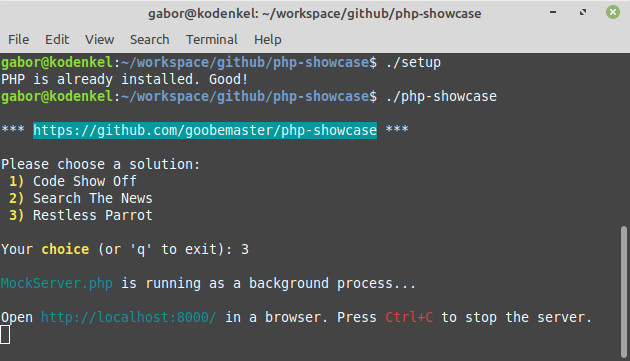 gabor@kodenkel: ~/workspace/github/php-showcase
File Edit View Search Terminal Help
gabor@kodenkel:~/workspace/github/php-showcase$ ./setup
PHP is already installed. Good!
gabor@kodenkel:~/workspace/github/php-showcase$ ./php-showcase
*** https://github.com/goobemaster/php-showcase ***
Please choose a solution:
1) Code Show Off
2) Search The News
3) Restless Parrot
Your choice (or 'q' to exit): 3
MockServer.php is running as a background process...
Open http://localhost:8000/ in a browser. Press Ctrl+C to stop the server.